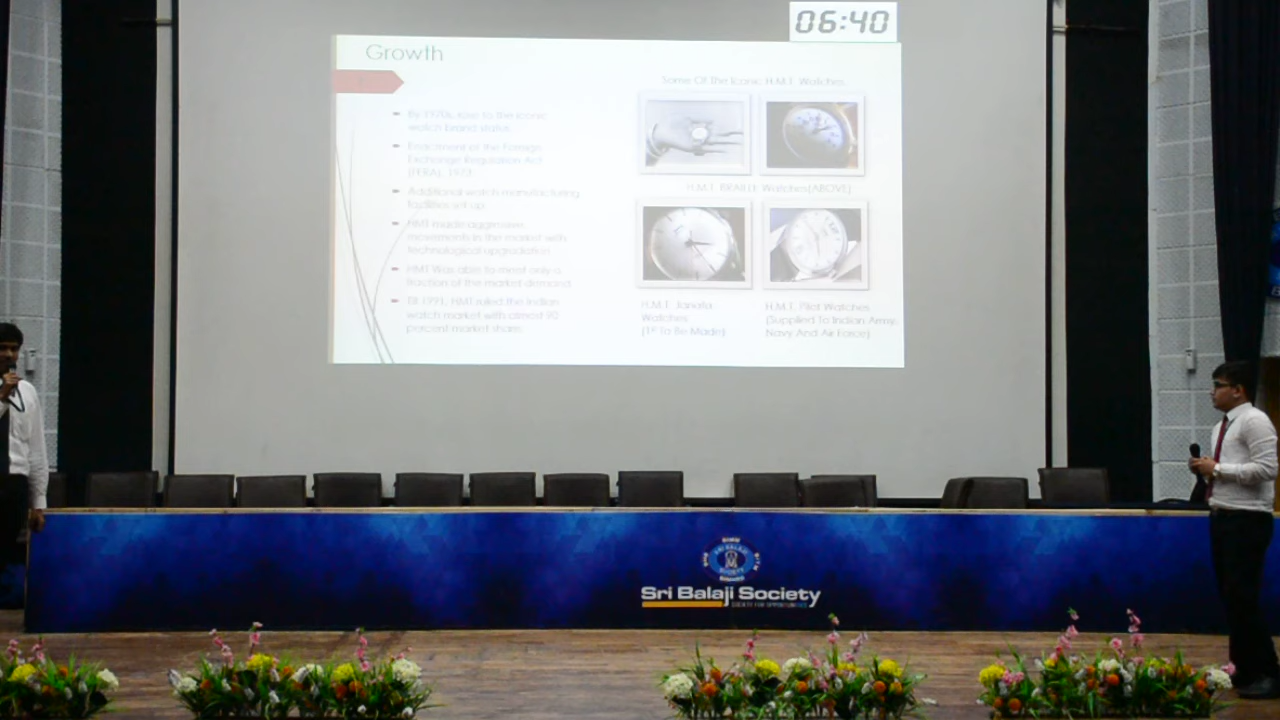 06:40
Growth
Some Of The Iconic H.M.T. Watches
By 1970s, rose to the iconic
watch brand status.
Enactment of the Foreign
Exchange Regulation Act
(FERA), 1973
Additional watch manufacturing
facilities set up
HMT made aggressive
movements in the market with
technological upgradation
HMT Was able to meet only a
fraction of the market demand
Till 1991, HMT ruled the Indian
watch market with almost 90
percent market share
H.M.T. BRAILLE Watches(ABOVE)
H.M.T. Janata
Watches
(1st To Be Made)
H.M.T. Pilot Watches
(Supplied To Indian Army,
Navy And Air Force)
SRI BALAJI
SOCIETY
Sri Balaji Society